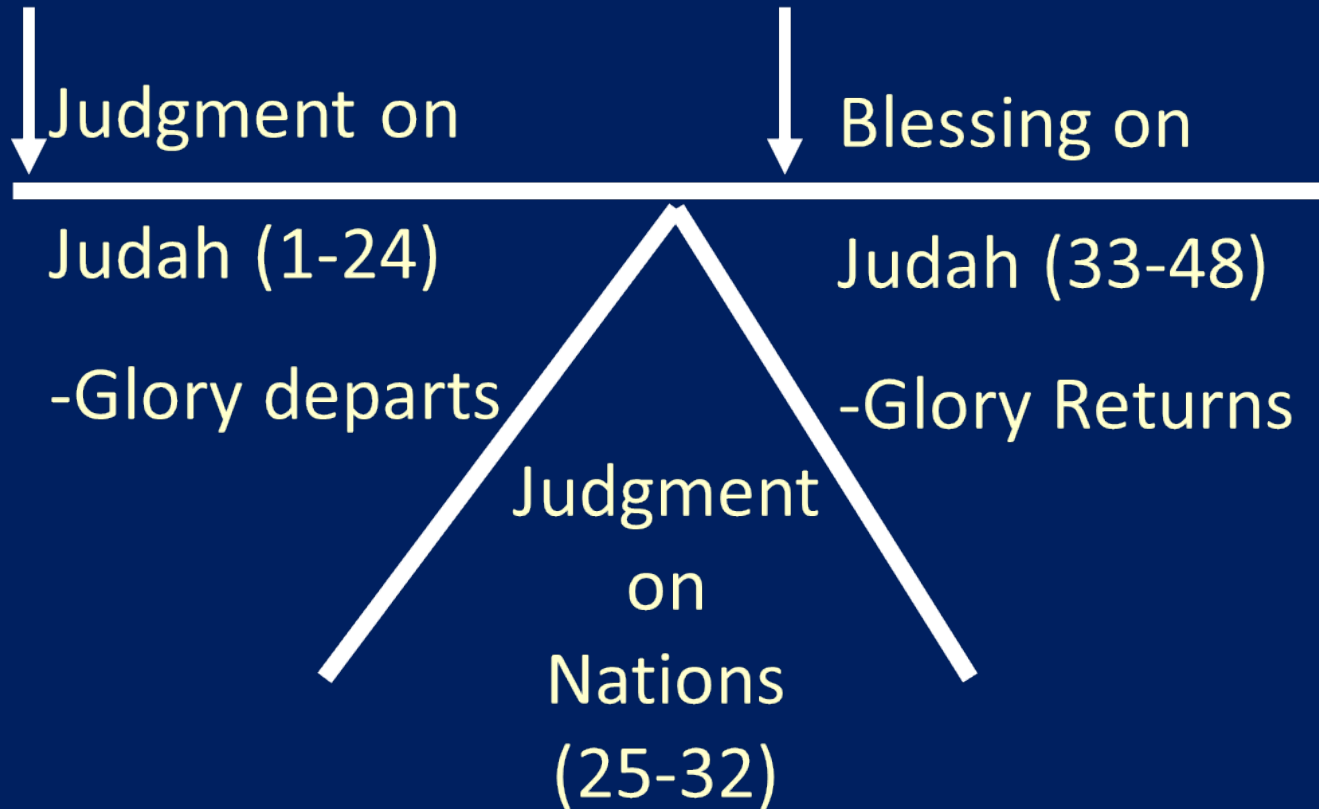 Judgment on
Judah (1-24)
-Glory departs
Blessing on
Judah (33-48)
-Glory Returns
Judgment
on
Nations
(25-32)